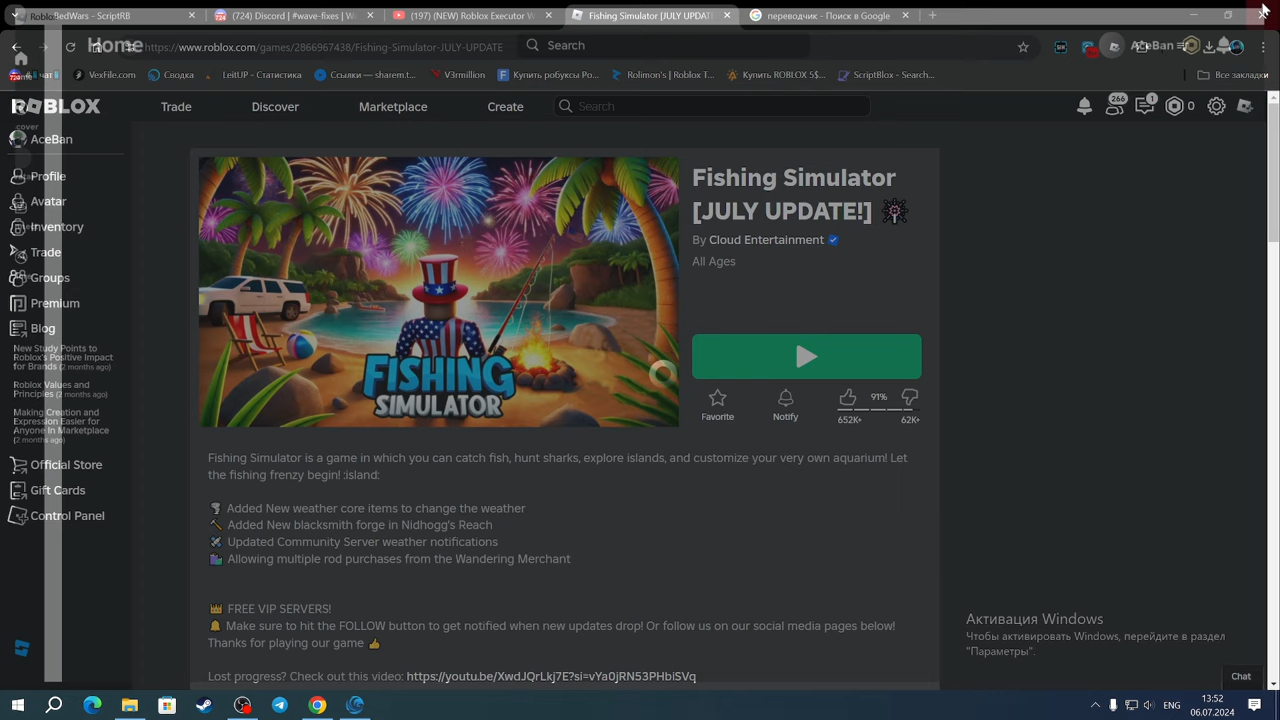 BedWars - ScriptRB
(724) Discord | #wave-fixes | W
(197) (NEW) Roblox Executor W
Fishing Simulator [JULY UPDATE
переводчик - Поиск в Google
https://www.roblox.com/games/2866967438/Fishing-Simulator-JULY-UPDATE
Home
Search
AceBan
чат
VexFile.com
Сводка
LeitUP - Статистика
Ссылки — sharem.t...
V3rmillion
Купить робуксы Ро...
Rolimon's | Roblox T...
Купить ROBUX 5$...
ScriptBlox - Search...
Все закладки
ROBLOX
Trade
Discover
Marketplace
Create
Search
266
1
0
cover
AceBan
Profile
Avatar
Inventory
Trade
Groups
Premium
Blog
New Study Points to
Roblox's Positive Impact
for Brands (2 months ago)
Roblox Values and
Principles (2 months ago)
Making Creation and
Expression Easier for
Anyone In Marketplace
(2 months ago)
Official Store
Gift Cards
Control Panel
FISHING
SIMULATOR
Fishing Simulator
[JULY UPDATE!]
By Cloud Entertainment
All Ages
Favorite
Notify
91%
652K+
62K+
Fishing Simulator is a game in which you can catch fish, hunt sharks, explore islands, and customize your very own aquarium! Let
the fishing frenzy begin! :island:
🌪️ Added New weather core items to change the weather
🔨 Added New blacksmith forge in Nidhogg's Reach
🛰️ Updated Community Server weather notifications
🛍️ Allowing multiple rod purchases from the Wandering Merchant
👑 FREE VIP SERVERS!
🔔 Make sure to hit the FOLLOW button to get notified when new updates drop! Or follow us on our social media pages below!
Thanks for playing our game 👍
Lost progress? Check out this video: https://youtu.be/XwdJQrLkj7E?si=vYa0jRN53PHbiSVq
Активация Windows
Чтобы активировать Windows, перейдите в раздел
"Параметры".
Chat
ENG
13:52
06.07.2024